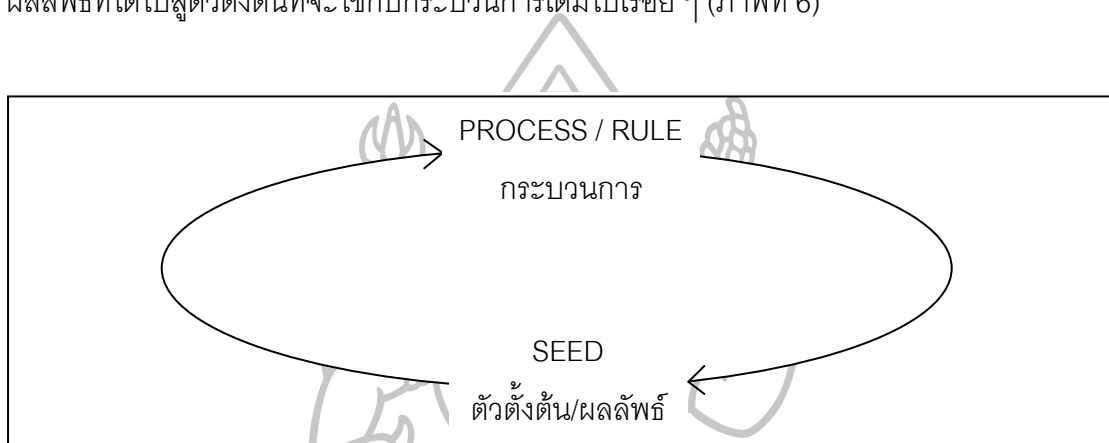 ผลลัพธ์ที่ได้ไปสู่ตัวตั้งต้นที่จะใช้กับกระบวนการเดิมไปเรื่อย ๆ (ภาพที่ 6)
PROCESS / RULE
กระบวนการ
SEED
ตัวตั้งต้น/ผลลัพธ์